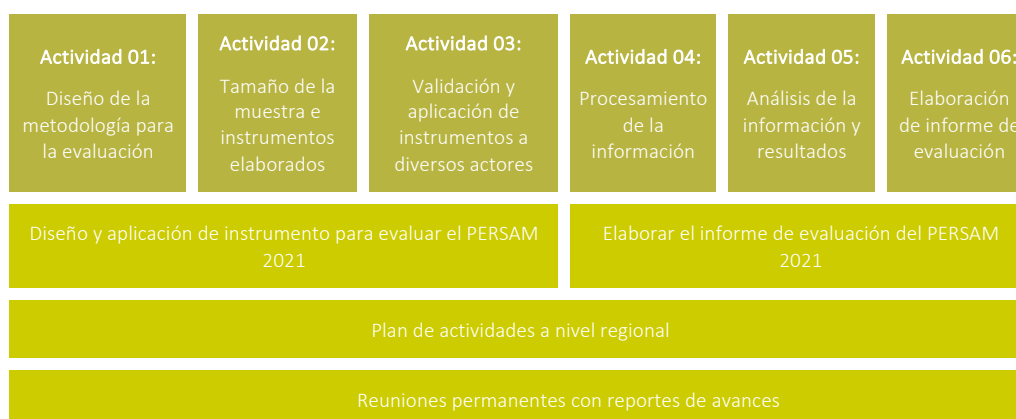 Actividad 01:
Diseño de la
metodología para
la evaluación
Actividad 02:
Tamaño de la
muestra e
instrumentos
elaborados
Actividad 03:
Validación y
aplicación de
instrumentos a
diversos actores
Actividad 04:
Procesamiento
de la
información
Actividad 05:
Análisis de la
información y
resultados
Actividad 06:
Elaboración
de informe de
evaluación
Diseño y aplicación de instrumento para evaluar el PERSAM
2021
Elaborar el informe de evaluación del PERSAM
2021
Plan de actividades a nivel regional
Reuniones permanentes con reportes de avances